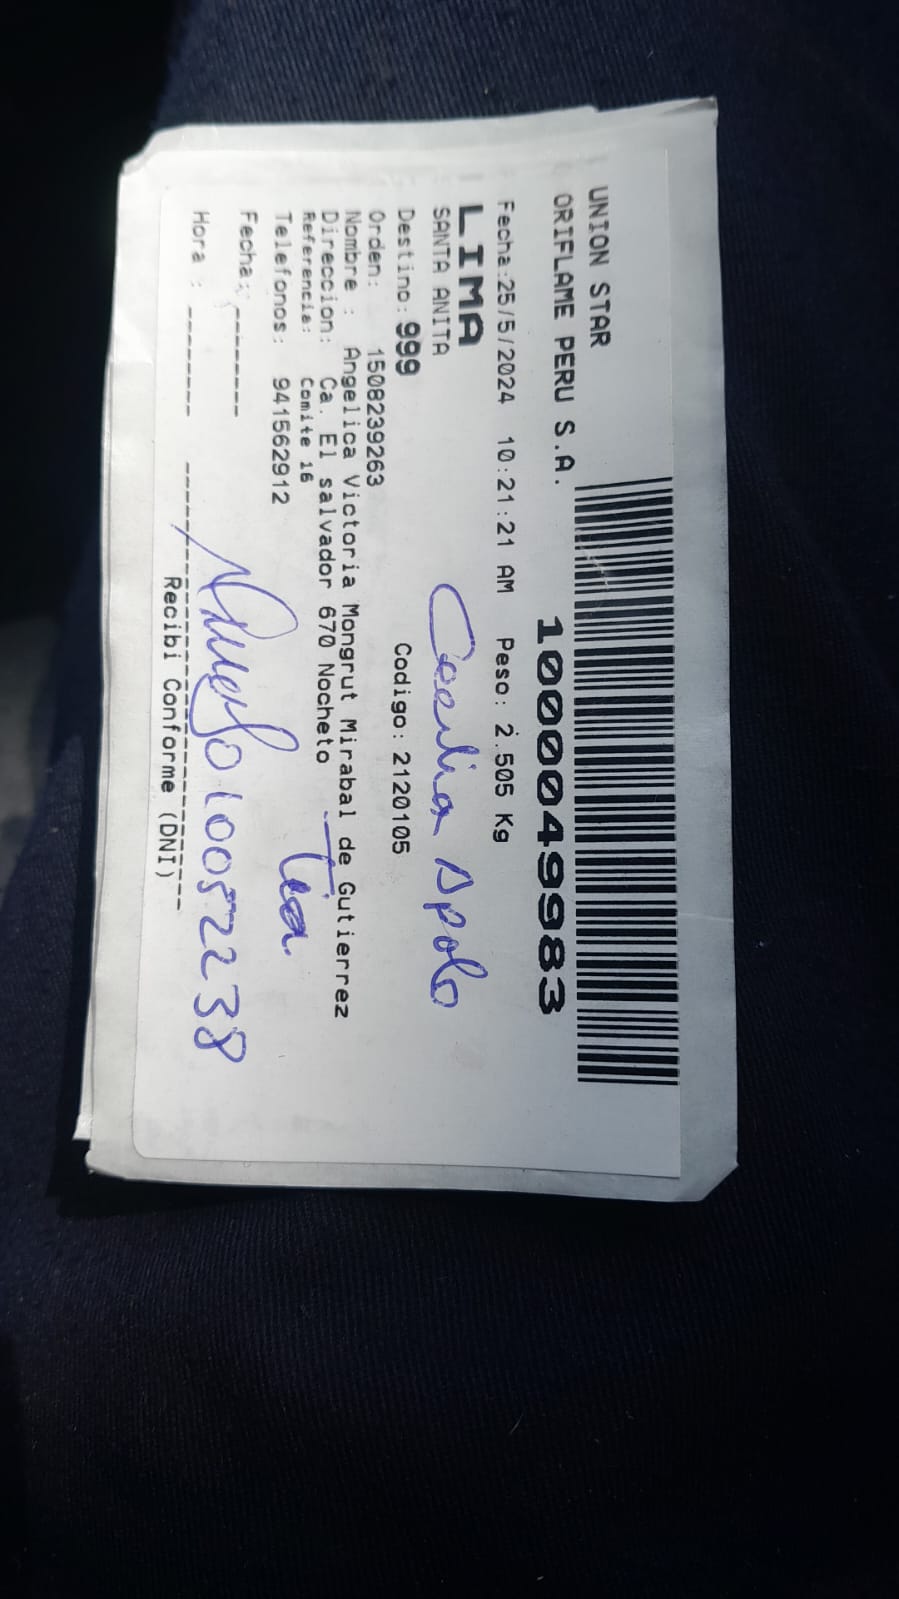 UNION STAR
ORIFLAME PERU S.A.
10000049983
Fecha:25/5/2024 10:21:21 AM Peso: 2.505 Kg
LIMA
SANTA ANITA
Cecilia Apolo
Destino: 999 Codigo: 2120105
Orden: 1508239263
Nombre : Angelica Victoria Mongrut Mirabal de Gutierrez
Direccion: Ca. El salvador 670 Nocheto
Referencia: Comite 16
Tia.
Telefonos: 941562912
Fecha:
10052238
Hora :
Recibi Conforme (DNI)